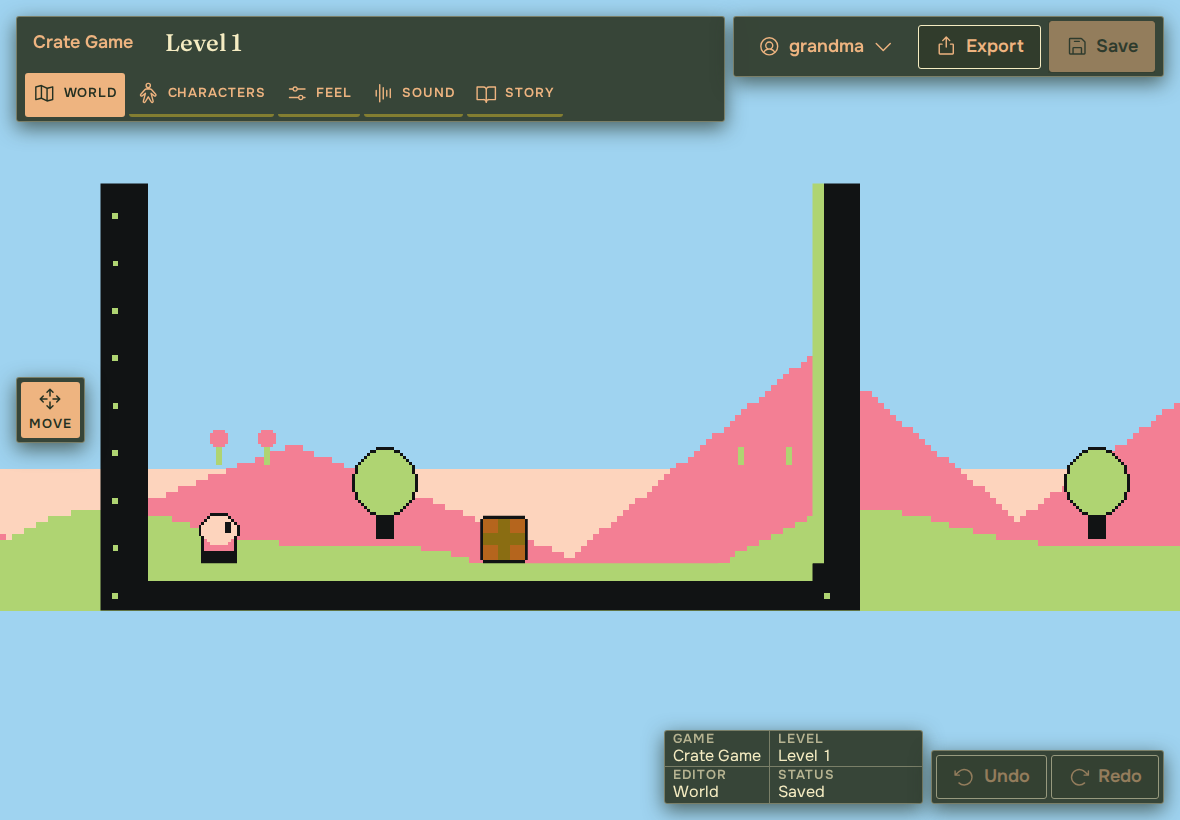 Crate Game
Level 1
grandma
Export
Save
WORLD
CHARACTERS
FEEL
SOUND
STORY
MOVE
GAME
Crate Game
LEVEL
Level 1
EDITOR
World
STATUS
Saved
Undo
Redo